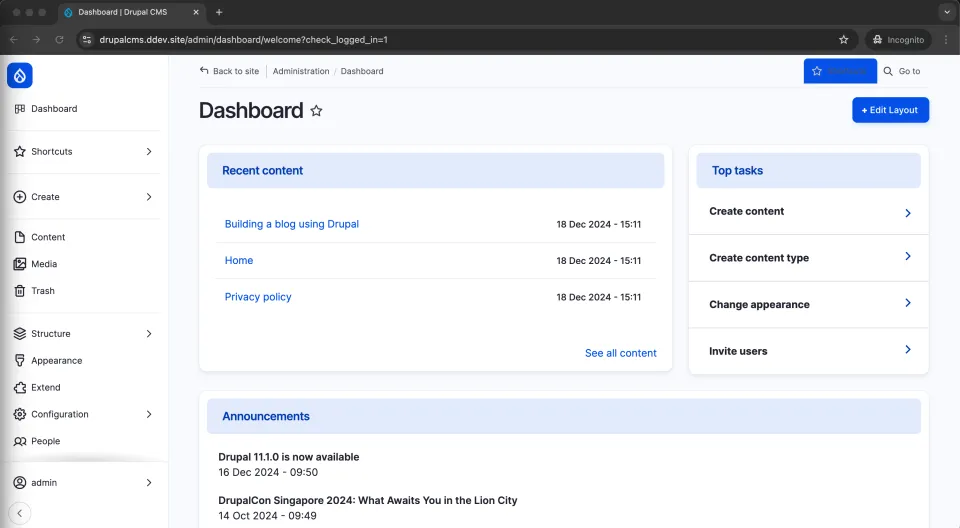 Dashboard | Drupal CMS
drupalcms.ddev.site/admin/dashboard/welcome?check_logged_in=1
Incognito
Back to site
Administration / Dashboard
Go to
Dashboard
+ Edit Layout
Dashboard
Shortcuts
Create
Content
Media
Trash
Structure
Appearance
Extend
Configuration
People
admin
Recent content
Building a blog using Drupal 18 Dec 2024 - 15:11
Home 18 Dec 2024 - 15:11
Privacy policy 18 Dec 2024 - 15:11
See all content
Top tasks
Create content
Create content type
Change appearance
Invite users
Announcements
Drupal 11.1.0 is now available
16 Dec 2024 - 09:50
DrupalCon Singapore 2024: What Awaits You in the Lion City
14 Oct 2024 - 09:49